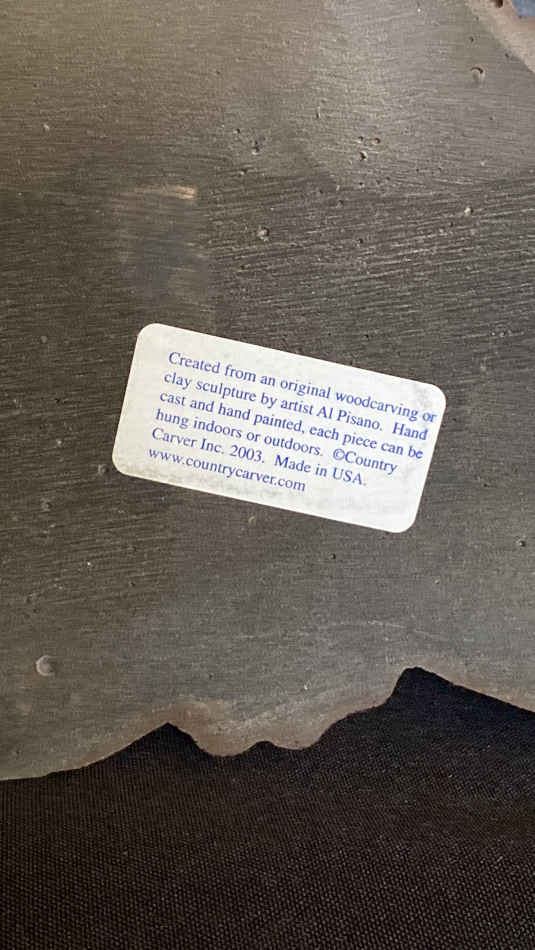 Created from an original woodcarving or
clay sculpture by artist Al Pisano.  Hand
cast and hand painted, each piece can be
hung indoors or outdoors.  ©Country
Carver Inc. 2003.  Made in USA.
www.countrycarver.com